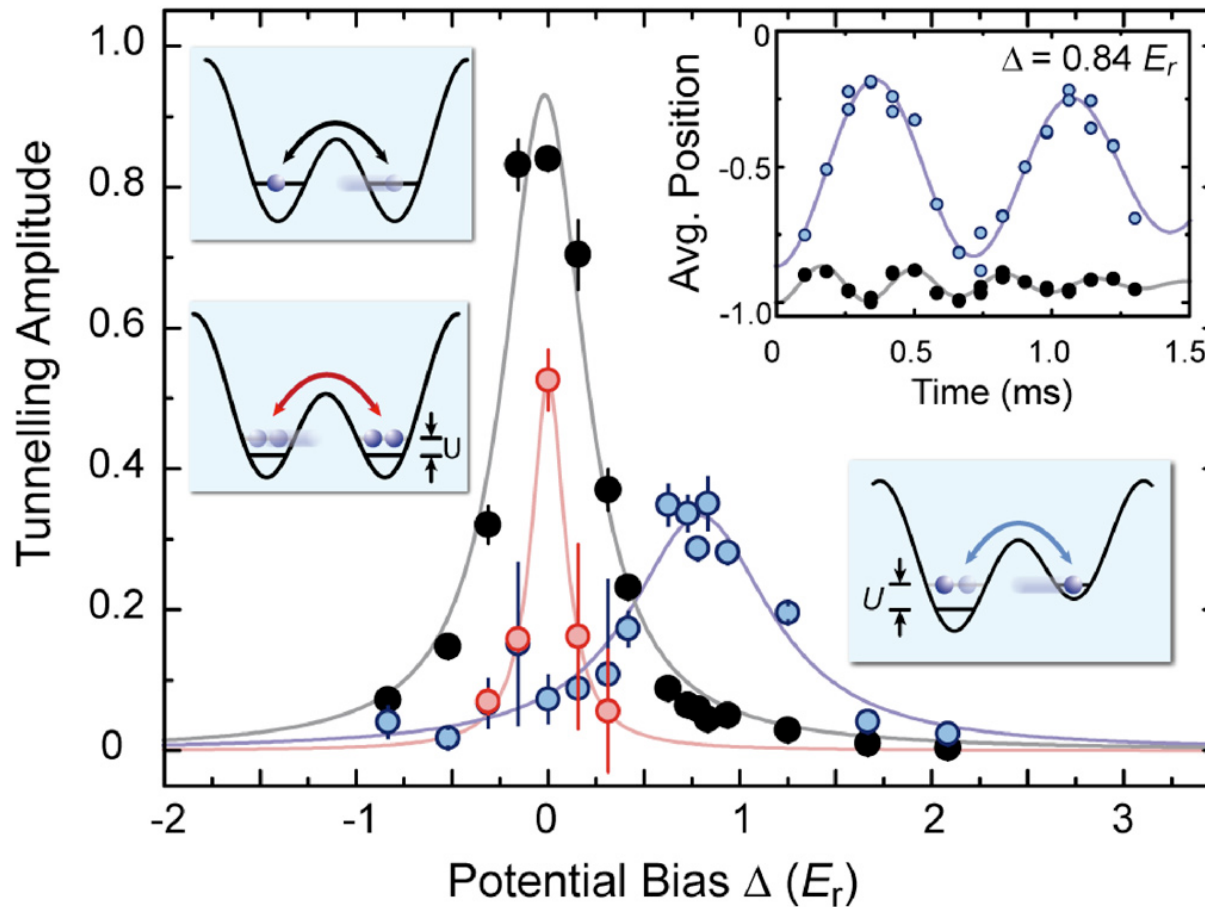 Tunnelling Amplitude
1.0
0.8
0.6
0.4
0.2
0
-2
-1
0
1
2
3
Potential Bias Δ (Er)
U
U
Δ = 0.84 Er
Avg. Position
0
-0.5
-1.0
0
0.5
1.0
1.5
Time (ms)